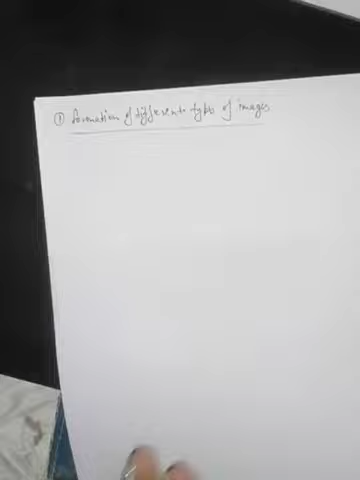 ① Formation of different types of images